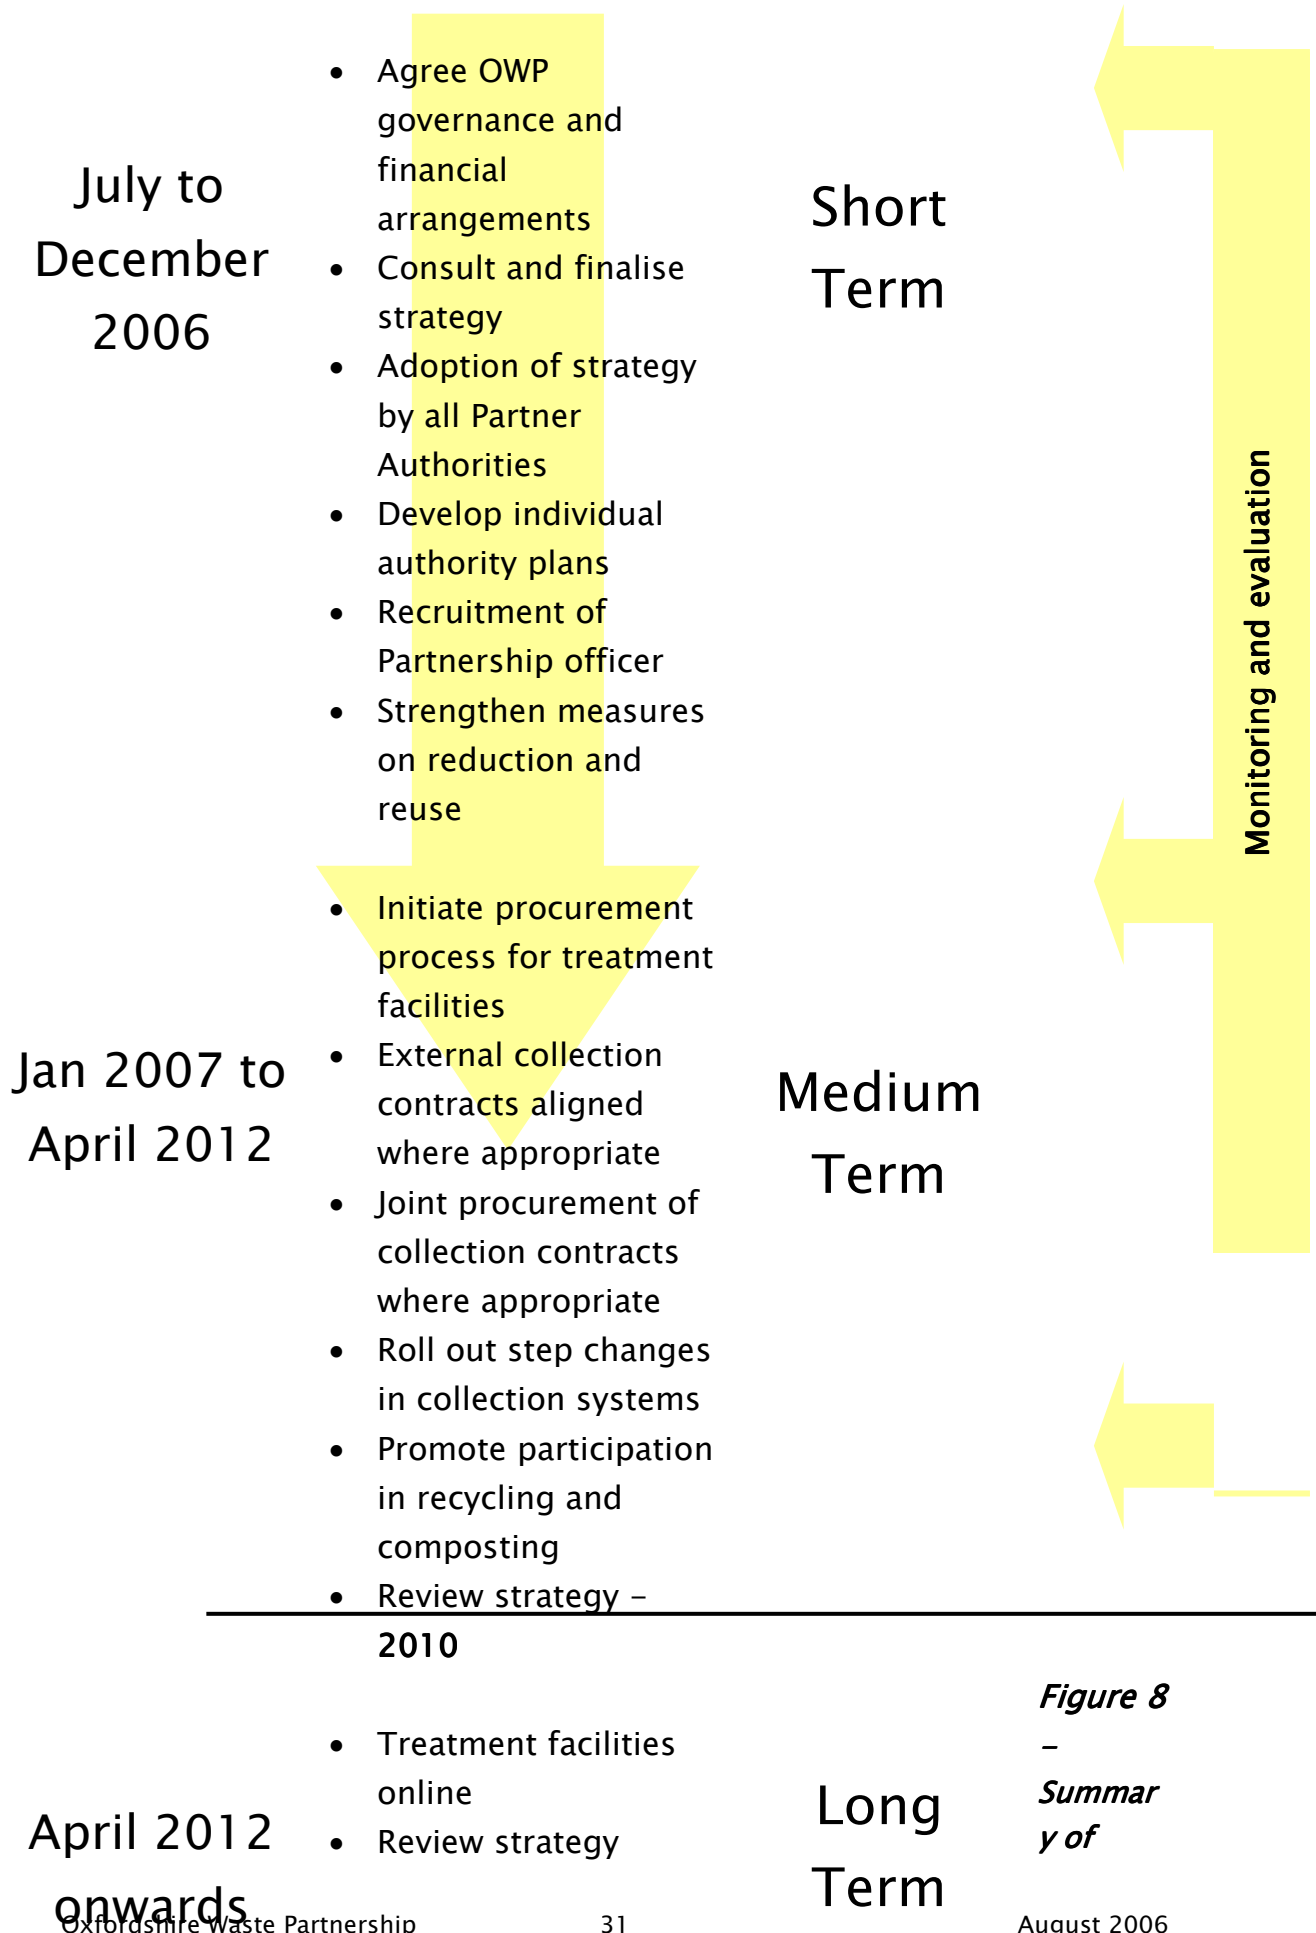 July to
December
2006
• Agree OWP
governance and
financial
arrangements
• Consult and finalise
strategy
• Adoption of strategy
by all Partner
Authorities
• Develop individual
authority plans
• Recruitment of
Partnership officer
• Strengthen measures
on reduction and
reuse
Short
Term
Monitoring and evaluation
Jan 2007 to
April 2012
• Initiate procurement
process for treatment
facilities
• External collection
contracts aligned
where appropriate
• Joint procurement of
collection contracts
where appropriate
• Roll out step changes
in collection systems
• Promote participation
in recycling and
composting
• Review strategy –
2010
Medium
Term
April 2012
onwards
• Treatment facilities
online
• Review strategy
Long
Term
Figure 8
–
Summar
y of
Oxfordshire Waste Partnership
31
August 2006